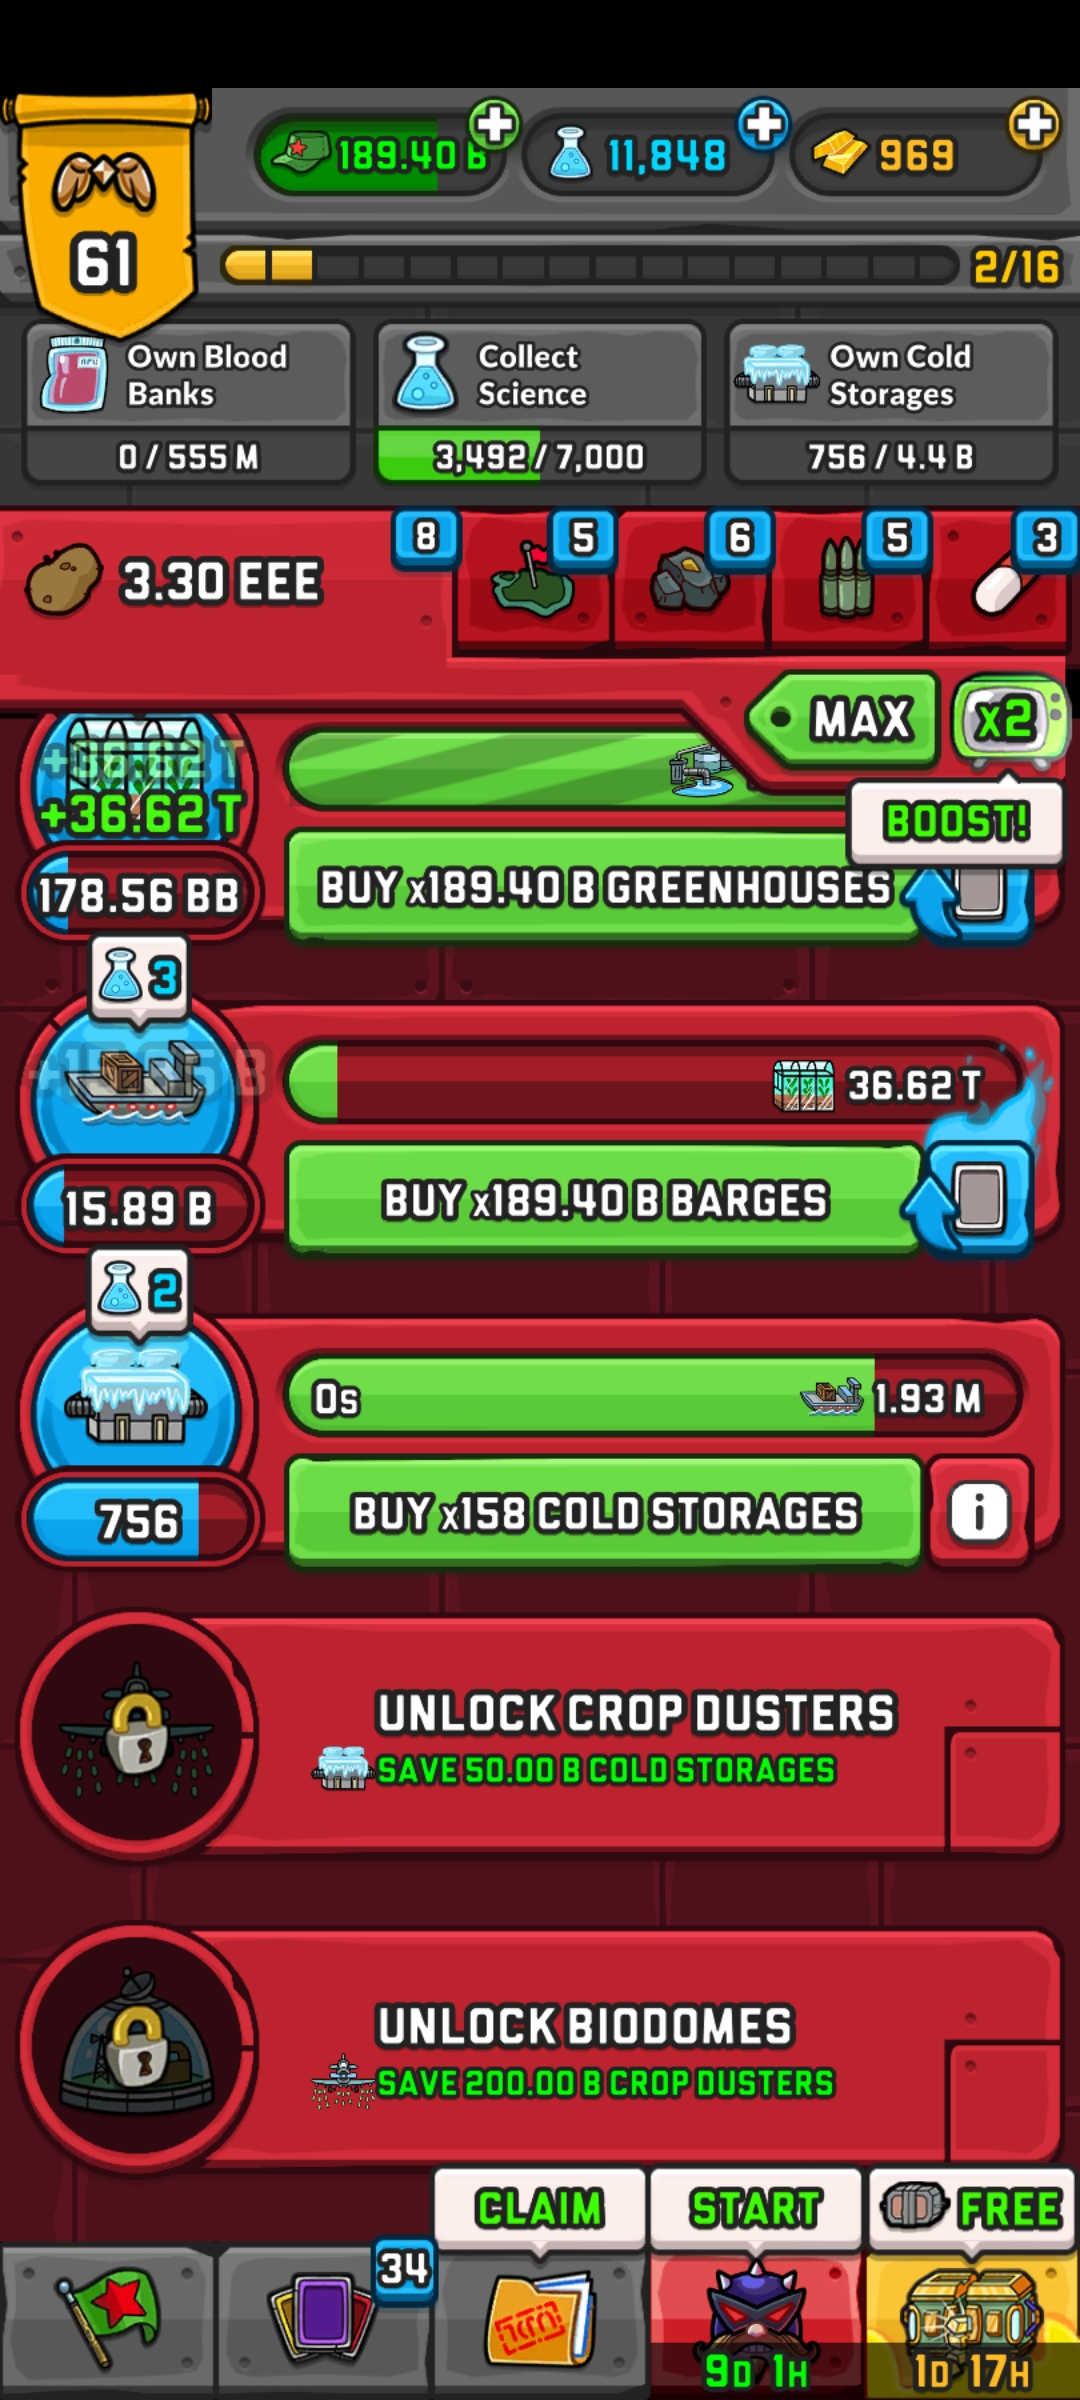 189.40 B
11,848
969
61
2/16
Own Blood
Banks
0 / 555 M
Collect
Science
3,492 / 7,000
Own Cold
Storages
756 / 4.4 B
3.30 EEE
8
5
6
5
3
MAX
x2
BOOST!
+36.62 T
+36.62 T
178.56 BB
BUY x189.40 B GREENHOUSES
3
36.62 T
15.89 B
BUY x189.40 B BARGES
2
0s
1.93 M
756
BUY x158 COLD STORAGES
i
UNLOCK CROP DUSTERS
SAVE 50.00 B COLD STORAGES
UNLOCK BIODOMES
SAVE 200.00 B CROP DUSTERS
CLAIM
START
FREE
34
9D 1H
1D 17H